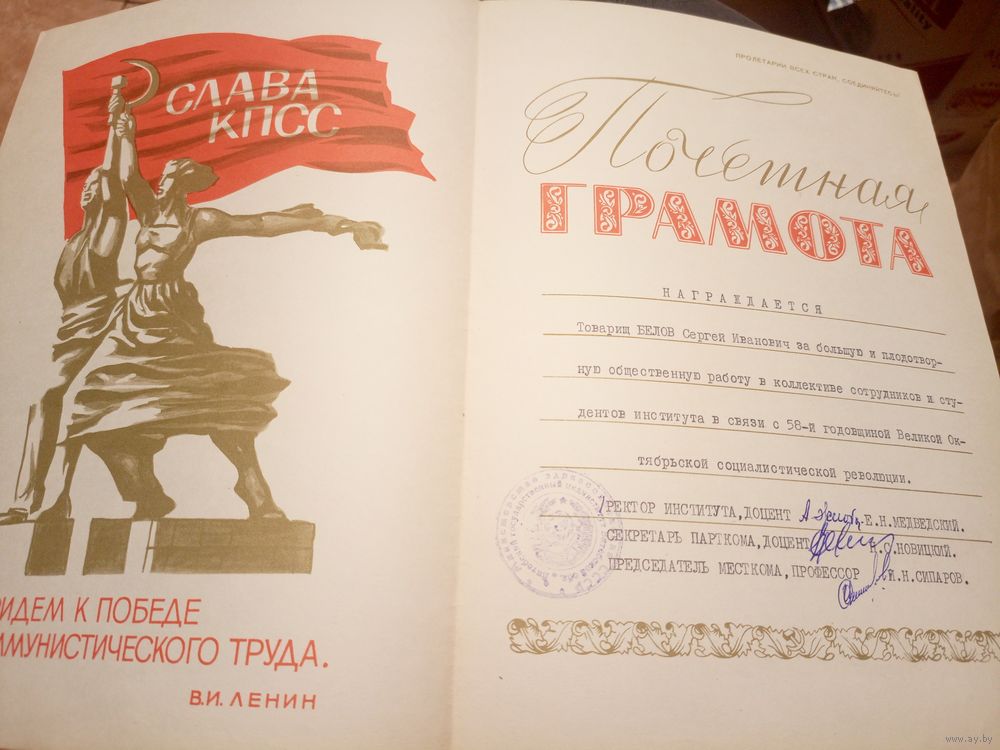 СЛАВА
КПСС
ИДЕМ К ПОБЕДЕ
ММУНИСТИЧЕСКОГО ТРУДА.
В.И. ЛЕНИН
ПРОЛЕТАРИИ ВСЕХ СТРАН, СОЕДИНЯЙТЕСЬ!
Почетная
ГРАМОТА
НАГРАЖДАЕТСЯ
Товарищ БЕЛОВ Сергей Иванович за большую и плодотвор-
ную общественную работу в коллективе сотрудников и сту-
дентов института в связи с 58-й годовщиной Великой Ок-
тябрьской социалистической революции.
РЕКТОР ИНСТИТУТА, ДОЦЕНТ Е.Н.МЕДВЕДСКИЙ.
СЕКРЕТАРЬ ПАРТКОМА, ДОЦЕНТ НОВИЦКИЙ.
ПРЕДСЕДАТЕЛЬ МЕСТКОМА, ПРОФЕССОР И.Н.СИПАРОВ.
www.ay.by